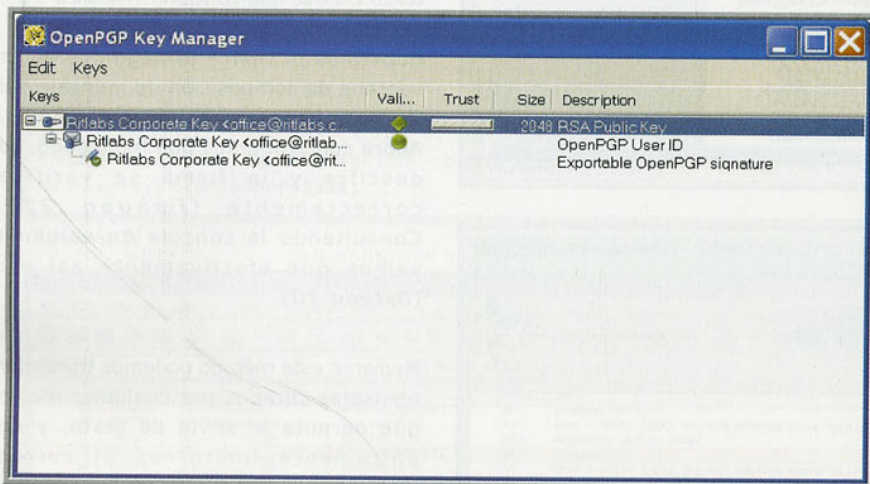 OpenPGP Key Manager
Edit Keys
Keys Vali... Trust Size Description
Ritlabs Corporate Key <office@ritlabs.c... 2048 RSA Public Key
Ritlabs Corporate Key <office@ritlab... OpenPGP User ID
Ritlabs Corporate Key <office@rit... Exportable OpenPGP signature